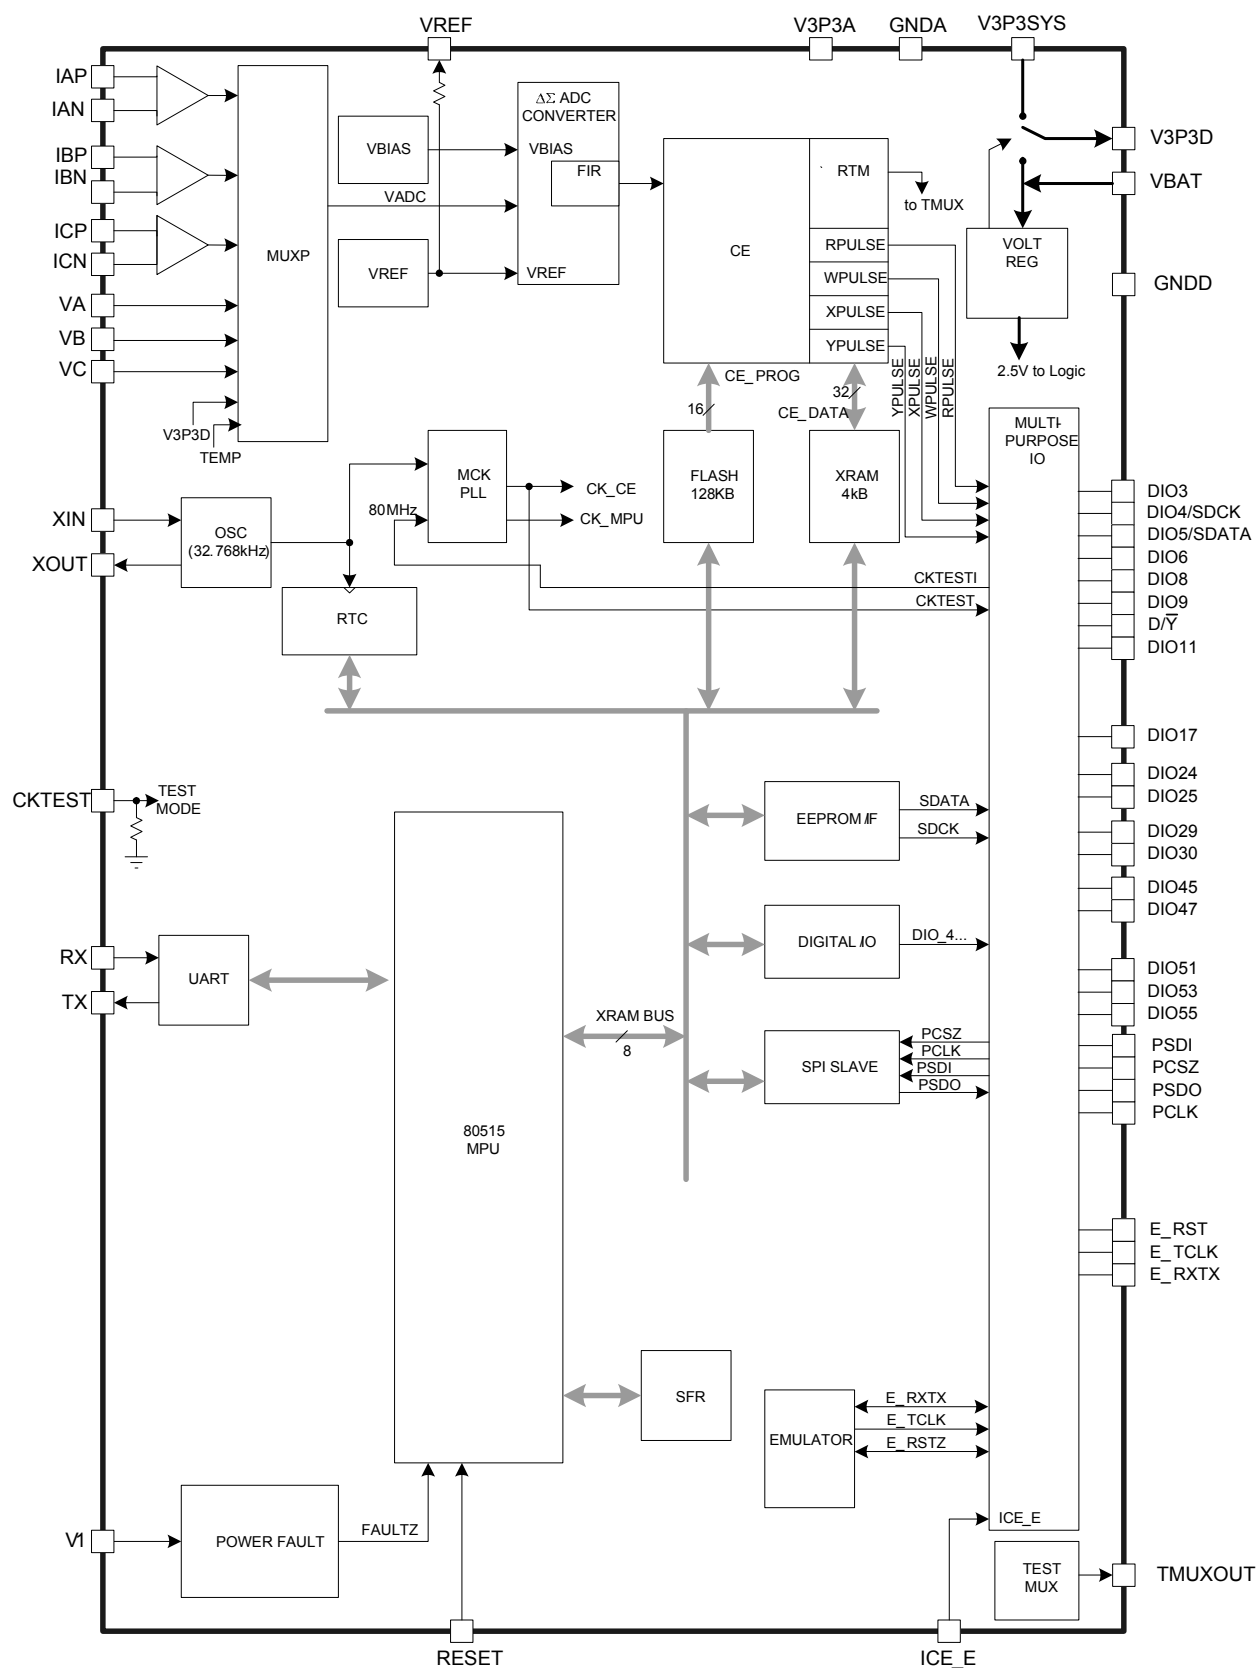 VREF
V3P3A
GNDA
V3P3SYS
IAP
IAN
IBP
IBN
ICP
ICN
VA
VB
VC
V3P3D
TEMP
MUXP
VBIAS
VADC
VREF
ΔΣ ADC
CONVERTER
VBIAS
FIR
VREF
CE
RTM
to TMUX
RPULSE
WPULSE
XPULSE
YPULSE
V3P3D
VBAT
VOLT
REG
GNDD
2.5V to Logic
CE_PROG
16
32
CE_DATA
YPULSE
XPULSE
WPULSE
RPULSE
MULTI-
PURPOSE
IO
XIN
XOUT
OSC
(32.768kHz)
80MHz
MCK
PLL
CK_CE
CK_MPU
FLASH
128KB
XRAM
4kB
RTC
CKTESTI
CKTEST
DIO3
DIO4/SDCK
DIO5/SDATA
DIO6
DIO8
DIO9
D/Y̅
DIO11
DIO17
DIO24
DIO25
DIO29
DIO30
DIO45
DIO47
DIO51
DIO53
DIO55
PSDI
PCSZ
PSDO
PCLK
CKTEST
TEST
MODE
EEPROM I/F
SDATA
SDCK
DIGITAL I/O
DIO_4...
RX
TX
UART
XRAM BUS
8
SPI SLAVE
PCSZ
PCLK
PSDI
PSDO
80515
MPU
E_RST
E_TCLK
E_RXTX
SFR
EMULATOR
E_RXTX
E_TCLK
E_RSTZ
V1
POWER FAULT
FAULTZ
ICE_E
TEST
MUX
TMUXOUT
RESET
ICE_E